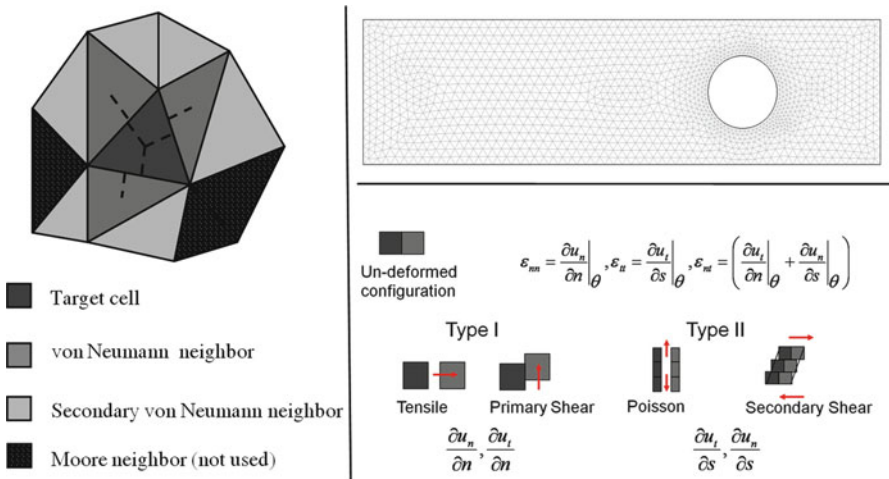 Target cell
von Neumann neighbor
Secondary von Neumann neighbor
Moore neighbor (not used)
Un-deformed
configuration
ε_nn = ∂u_n/∂n|_θ, ε_tt = ∂u_t/∂s|_θ, ε_nt = (∂u_t/∂n|_θ + ∂u_n/∂s|_θ)
Type I
Type II
Tensile
Primary Shear
Poisson
Secondary Shear
∂u_n/∂n, ∂u_t/∂n
∂u_t/∂s, ∂u_n/∂s